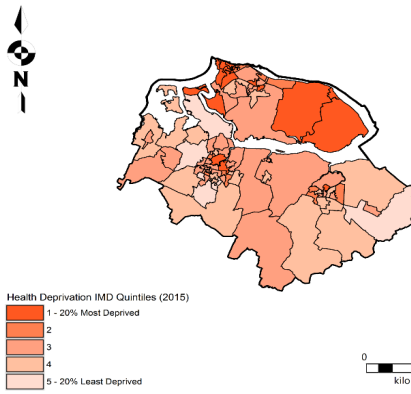 N
Health Deprivation IMD Quintiles (2015)
1 - 20% Most Deprived
2
3
4
5 - 20% Least Deprived
0
kilo